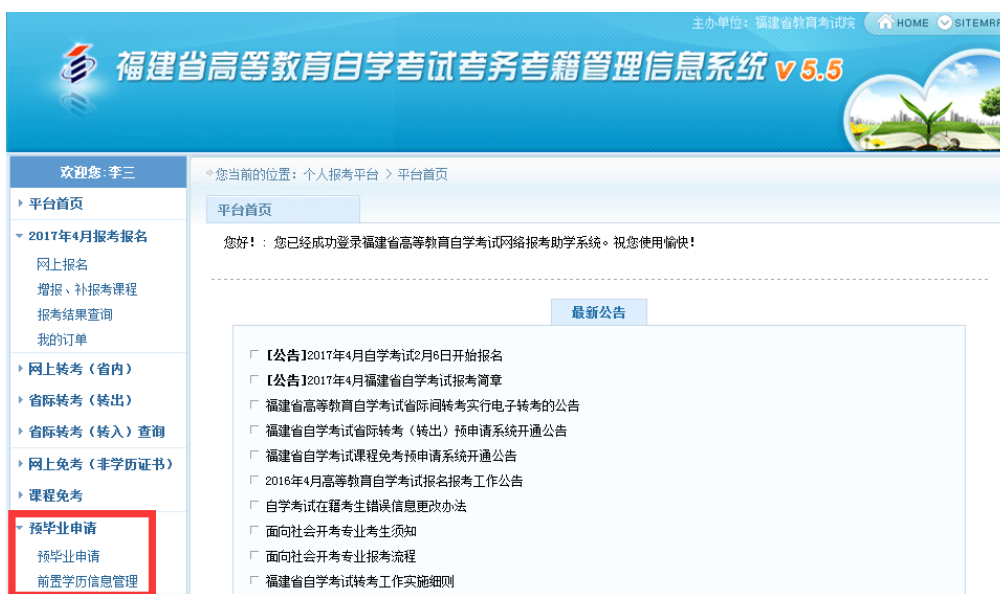 主办单位：福建省教育考试院 HOME SITEMRP
福建省高等教育自学考试考务考籍管理信息系统 V 5.5
欢迎您:李三
您当前的位置：个人报考平台 > 平台首页
平台首页
平台首页
2017年4月报考报名
您好！：您已经成功登录福建省高等教育自学考试网络报考助学系统。祝您使用愉快！
网上报名
增报、补报考课程
报考结果查询
我的订单
最新公告
网上转考（省内）
省际转考（转出）
省际转考（转入）查询
网上免考（非学历证书）
课程免考
预毕业申请
预毕业申请
前置学历信息管理
【公告】2017年4月自学考试2月6日开始报名
【公告】2017年4月福建省自学考试报考简章
福建省高等教育自学考试省际间转考实行电子转考的公告
福建省自学考试省际转考（转出）预申请系统开通公告
福建省自学考试课程免考预申请系统开通公告
2016年4月高等教育自学考试报名报考工作公告
自学考试在籍考生错误信息更改办法
面向社会开考专业考生须知
面向社会开考专业报考流程
福建省自学考试转考工作实施细则